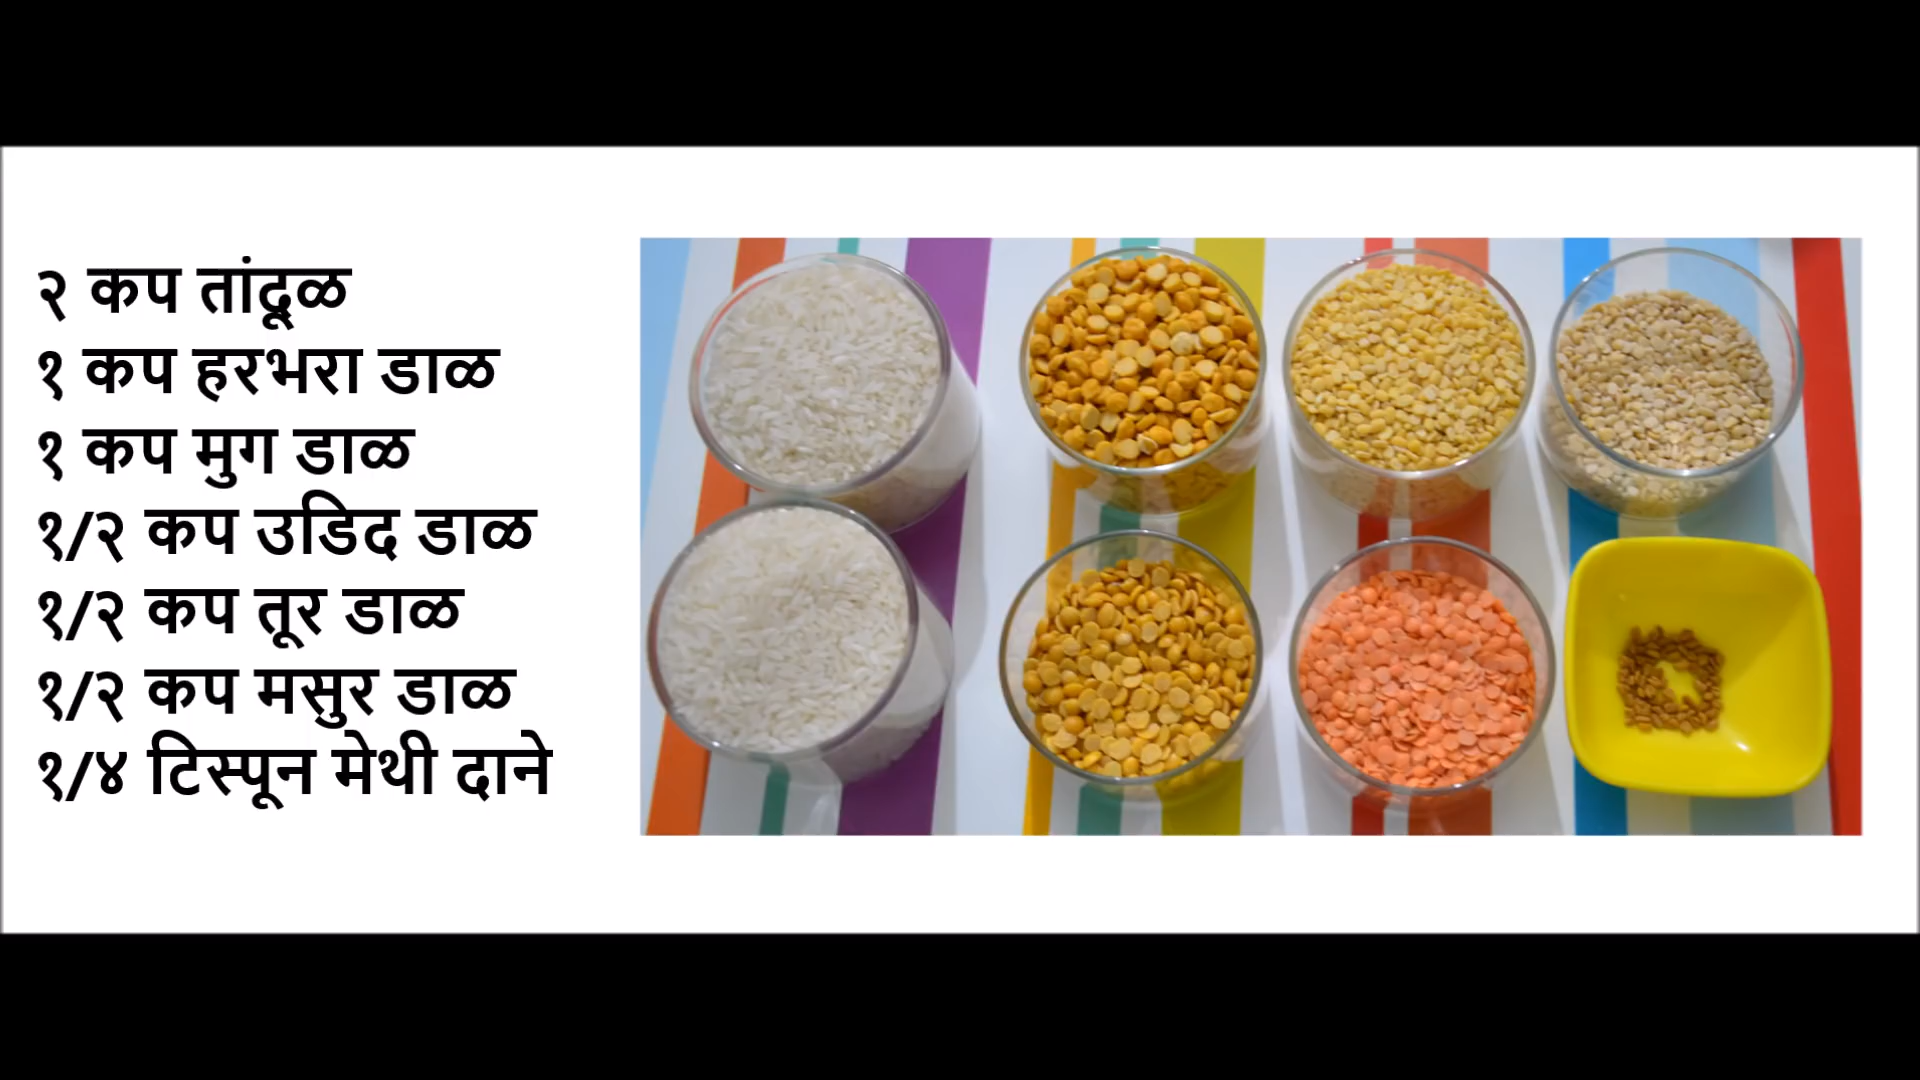 २ कप तांदूळ
१ कप हरभरा डाळ
१ कप मुग डाळ
१/२ कप उडिद डाळ
१/२ कप तूर डाळ
१/२ कप मसुर डाळ
१/४ टिस्पून मेथी दाने